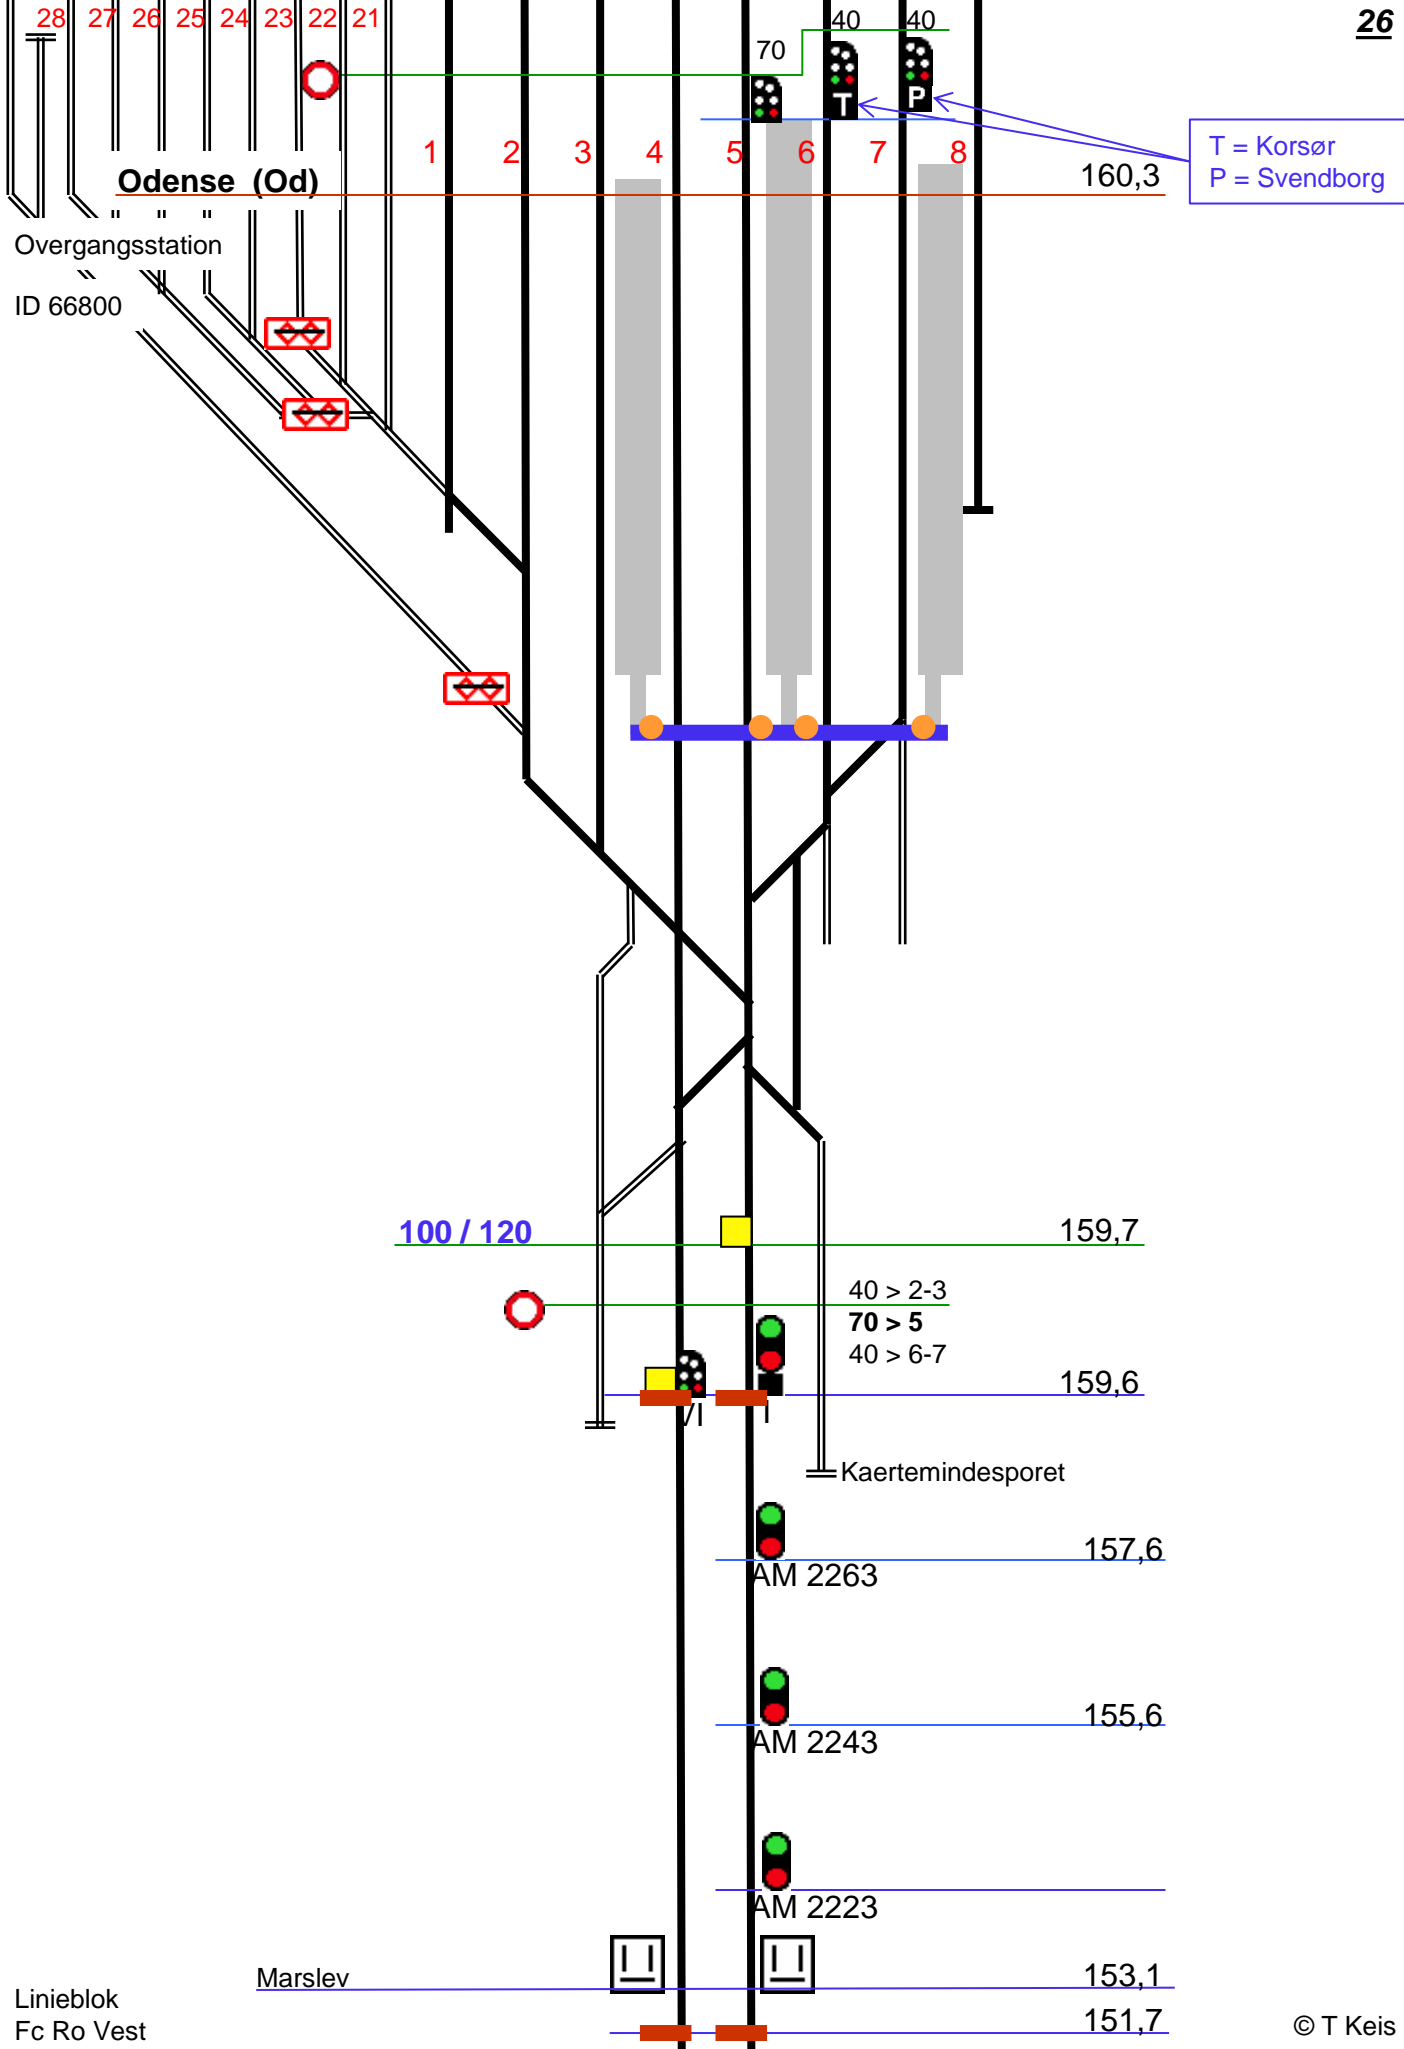 28 27 26 25 24 23 22 21
40 40
26
70
T P
T = Korsør
P = Svendborg
1 2 3 4 5 6 7 8
Odense (Od)
160,3
Overgangsstation
ID 66800
100 / 120
159,7
40 > 2-3
70 > 5
40 > 6-7
159,6
VI I
Kaertemindesporet
157,6
AM 2263
155,6
AM 2243
AM 2223
Marslev
153,1
Linieblok
Fc Ro Vest
151,7
© T Keis